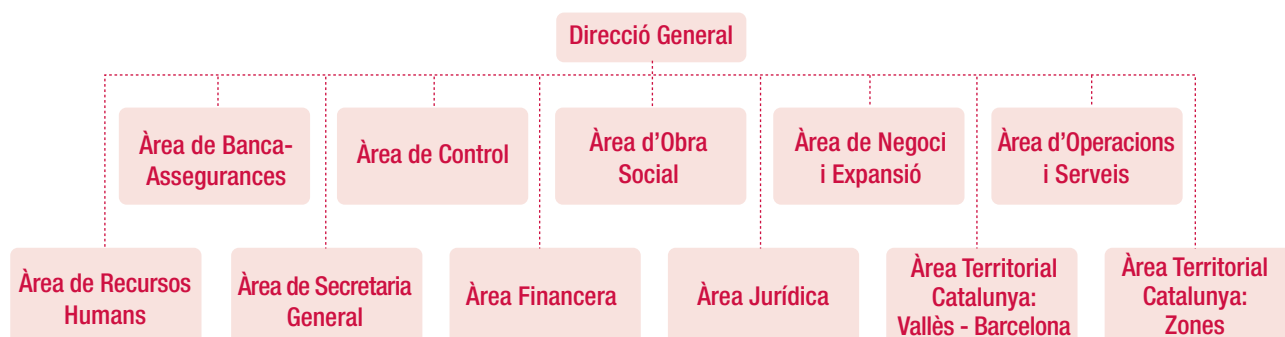 Direcció General
Àrea de Banca-
Assegurances
Àrea de Control
Àrea d'Obra
Social
Àrea de Negoci
i Expansió
Àrea d'Operacions
i Serveis
Àrea de Recursos
Humans
Àrea de Secretaria
General
Àrea Financera
Àrea Jurídica
Àrea Territorial
Catalunya:
Vallès - Barcelona
Àrea Territorial
Catalunya:
Zones